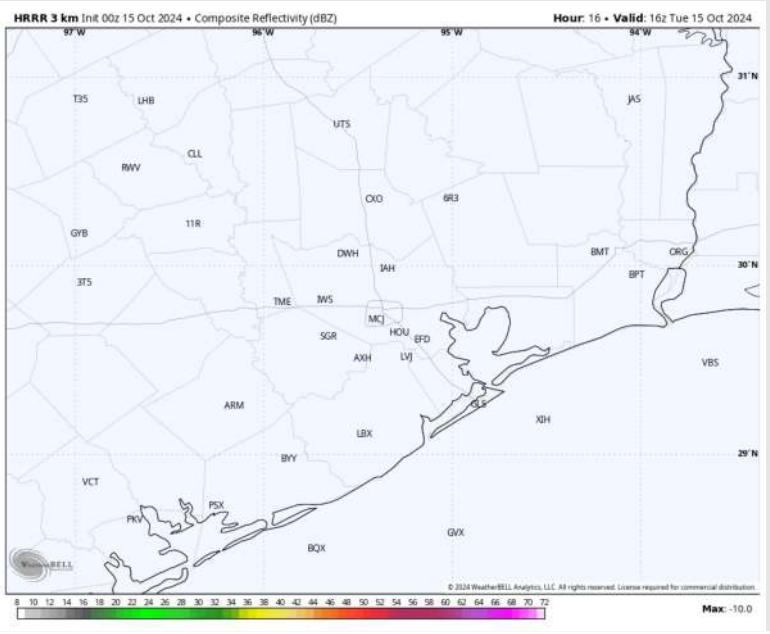 HRRR 3 km Init 00z 15 Oct 2024 • Composite Reflectivity (dBZ) Hour: 16 • Valid: 16z Tue 15 Oct 2024
97°W 96°W 95°W 94°W
31°N
T35 LHB JAS
UTS
CLL
RWV
CXO 6R3
11R
GYB
DWH BMT ORG
IAH 30°N
BPT
3T5
TME IWS
MCJ
SGR HOU EFD
AXH LVJ
VBS
ARM GLS
XIH
LBX
29°N
BYY
VCT
PSX
PKV
GVX
BQX
WeatherBELL
© 2024 WeatherBELL Analytics, LLC. All rights reserved. License required for commercial distribution.
8 10 12 14 16 18 20 22 24 26 28 30 32 34 36 38 40 42 44 46 48 50 52 54 56 58 60 62 64 66 68 70 72
Max: -10.0